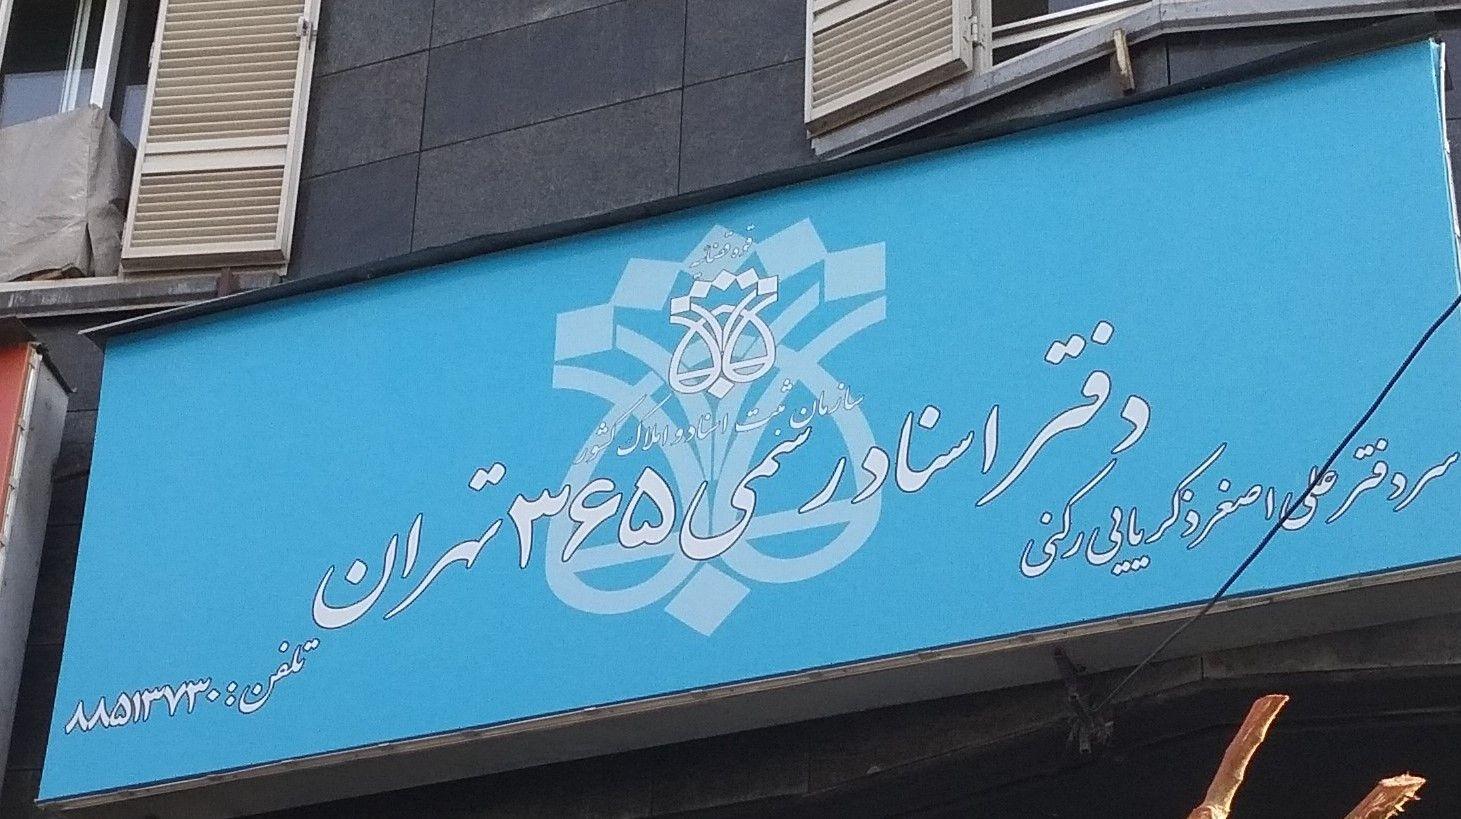 قوه قضائیه
سازمان ثبت اسناد و املاک کشور
دفتر اسناد رسمی ۳۶۵ تهران
سردفتر علی اصغر ذکریایی رکنی
تلفن: ۸۸۵۱۳۷۳۰